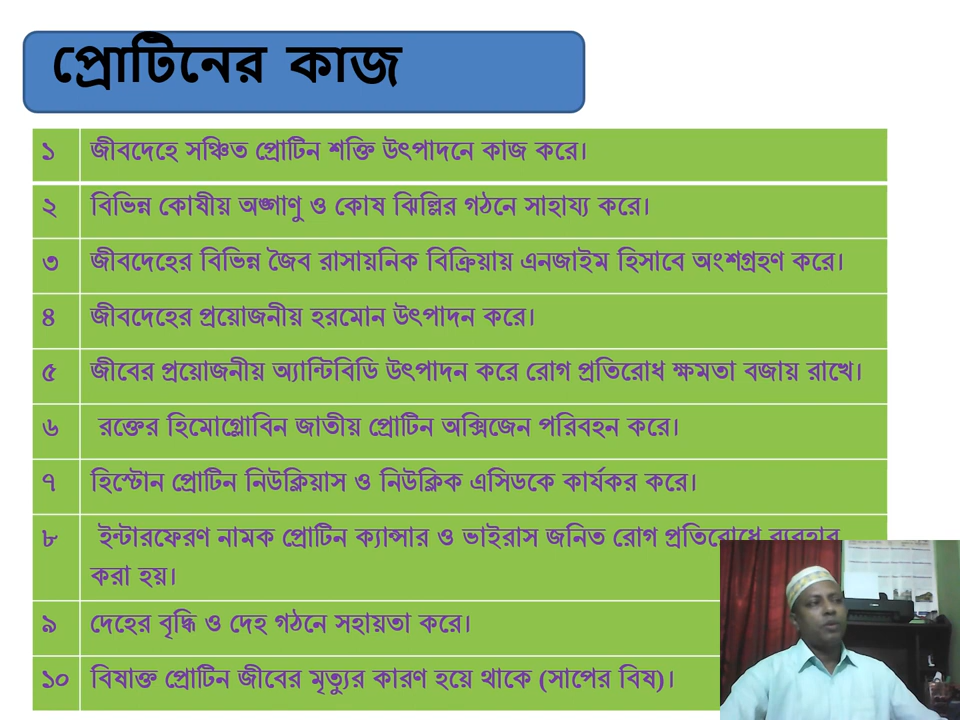 প্রোটিনের কাজ
১ জীবদেহে সঞ্চিত প্রোটিন শক্তি উৎপাদনে কাজ করে।
২ বিভিন্ন কোষীয় অঙ্গাণু ও কোষ ঝিল্লির গঠনে সাহায্য করে।
৩ জীবদেহের বিভিন্ন জৈব রাসায়নিক বিক্রিয়ায় এনজাইম হিসাবে অংশগ্রহণ করে।
৪ জীবদেহের প্রয়োজনীয় হরমোন উৎপাদন করে।
৫ জীবের প্রয়োজনীয় অ্যান্টিবিডি উৎপাদন করে রোগ প্রতিরোধ ক্ষমতা বজায় রাখে।
৬ রক্তের হিমোগ্লোবিন জাতীয় প্রোটিন অক্সিজেন পরিবহন করে।
৭ হিস্টোন প্রোটিন নিউক্লিয়াস ও নিউক্লিক এসিডকে কার্যকর করে।
৮ ইন্টারফেরণ নামক প্রোটিন ক্যান্সার ও ভাইরাস জনিত রোগ প্রতিরোধে ব্যবহার
করা হয়।
৯ দেহের বৃদ্ধি ও দেহ গঠনে সহায়তা করে।
১০ বিষাক্ত প্রোটিন জীবের মৃত্যুর কারণ হয়ে থাকে (সাপের বিষ)।